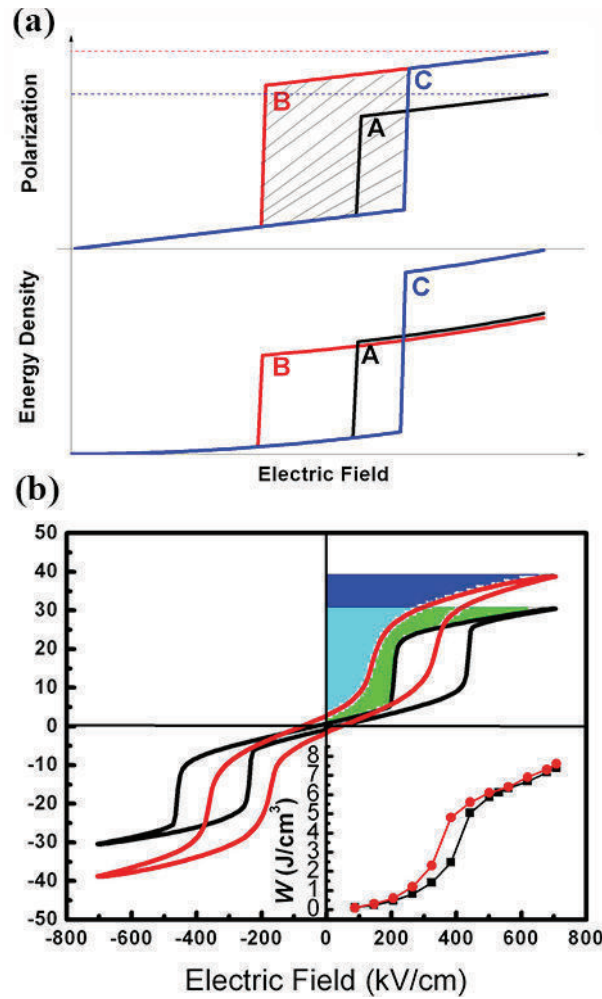 (a)
Polarization
B
C
A
Energy Density
C
A
B
Electric Field
(b)
50
40
30
20
10
0
-10
-20
-30
-40
-50
8
7
6
5
4
3
2
1
0
W (J/cm³)
-800 -600 -400 -200 0 200 400 600 800
Electric Field (kV/cm)